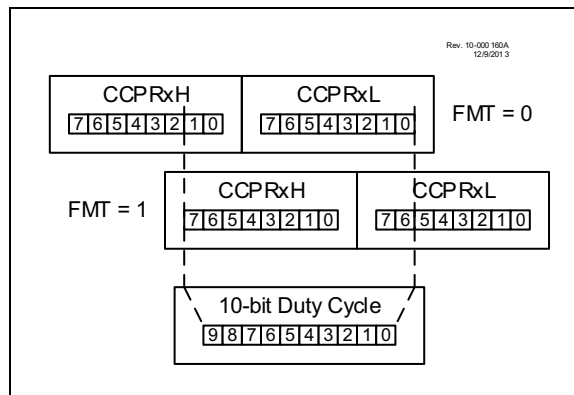 Rev. 10-000 160A
12/9/201 3
CCPRxH CCPRxL
7 6 5 4 3 2 1 0 7 6 5 4 3 2 1 0 FMT = 0
CCPRxH CCPRxL
FMT = 1 7 6 5 4 3 2 1 0 7 6 5 4 3 2 1 0
10-bit Duty Cycle
9 8 7 6 5 4 3 2 1 0